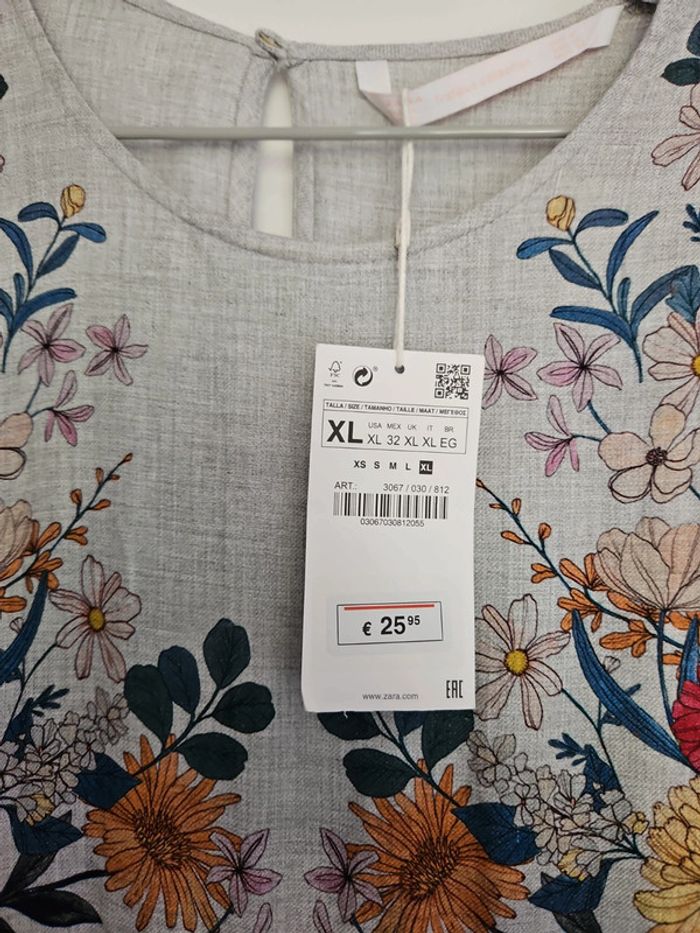 FSC
®
TALLA / SIZE / TAMANHO / TAILLE / MAAT / ΜΕΓΕΘΟΣ
XL
USA MEX UK IT BR
XL 32 XL XL EG
XS S M L XL
ART.: 3067 / 030 / 812
03067030812055
€ 25 95
www.zara.com
EAC